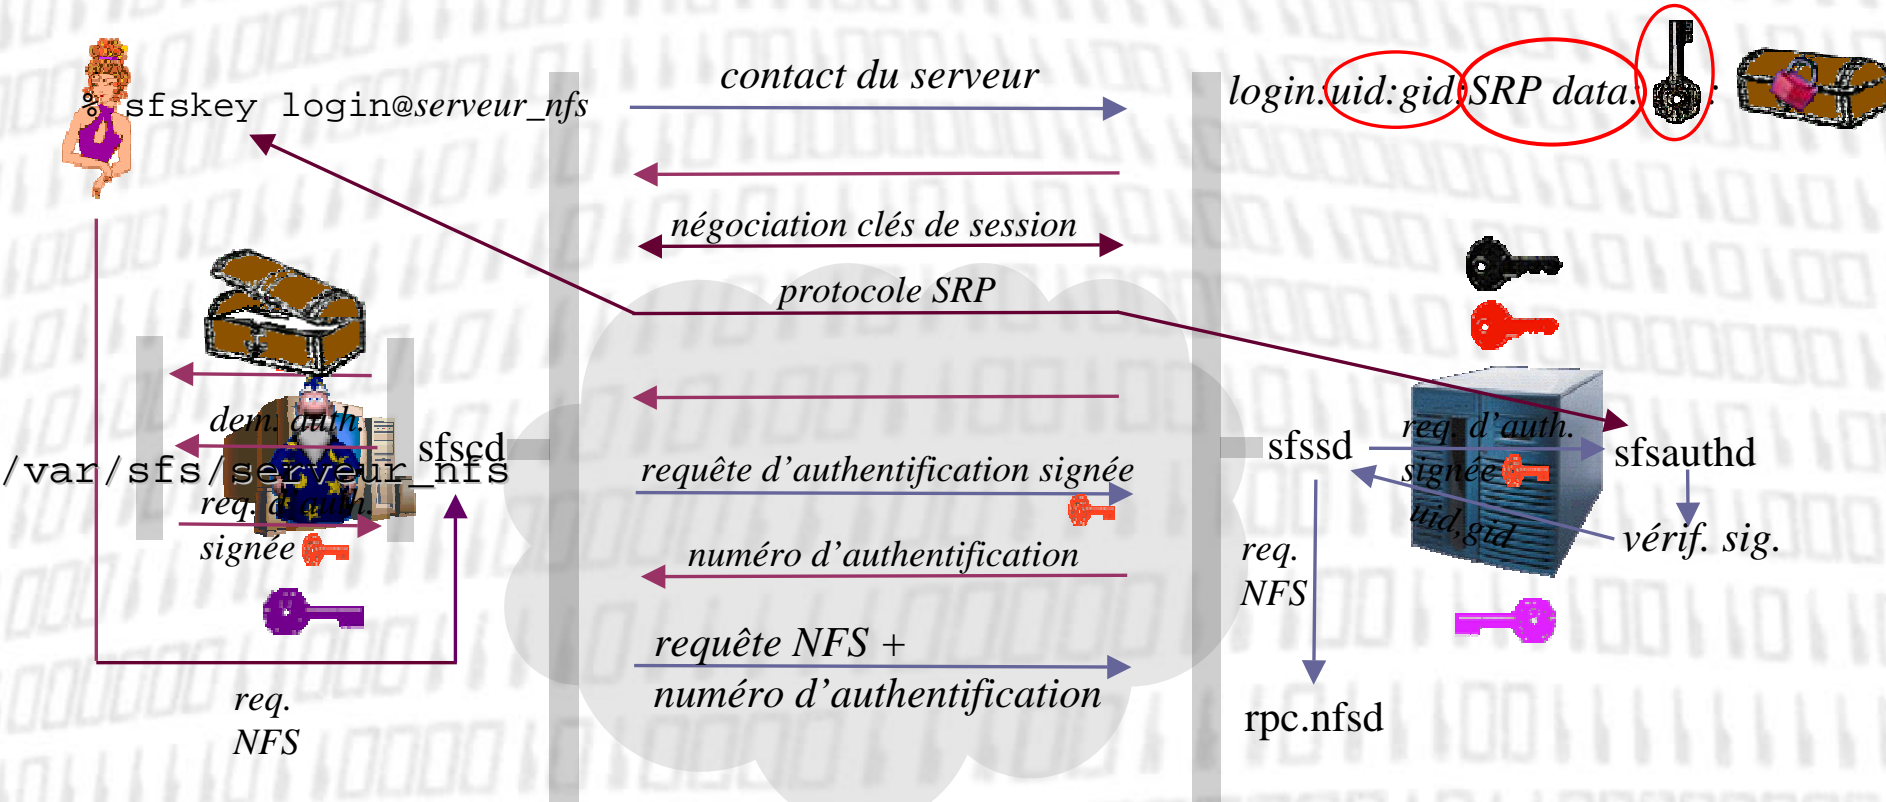 % sfskey login@serveur_nfs
contact du serveur
login:uid:gid:SRP data: :
négociation clés de session
protocole SRP
dem. auth.
sfscd
/var/sfs/serveur_nfs
req. d'auth.
signée
req.
NFS
requête d'authentification signée
numéro d'authentification
requête NFS +
numéro d'authentification
sfssd
req. d'auth.
signée
sfsauthd
uid,gid
vérif. sig.
req.
NFS
rpc.nfsd